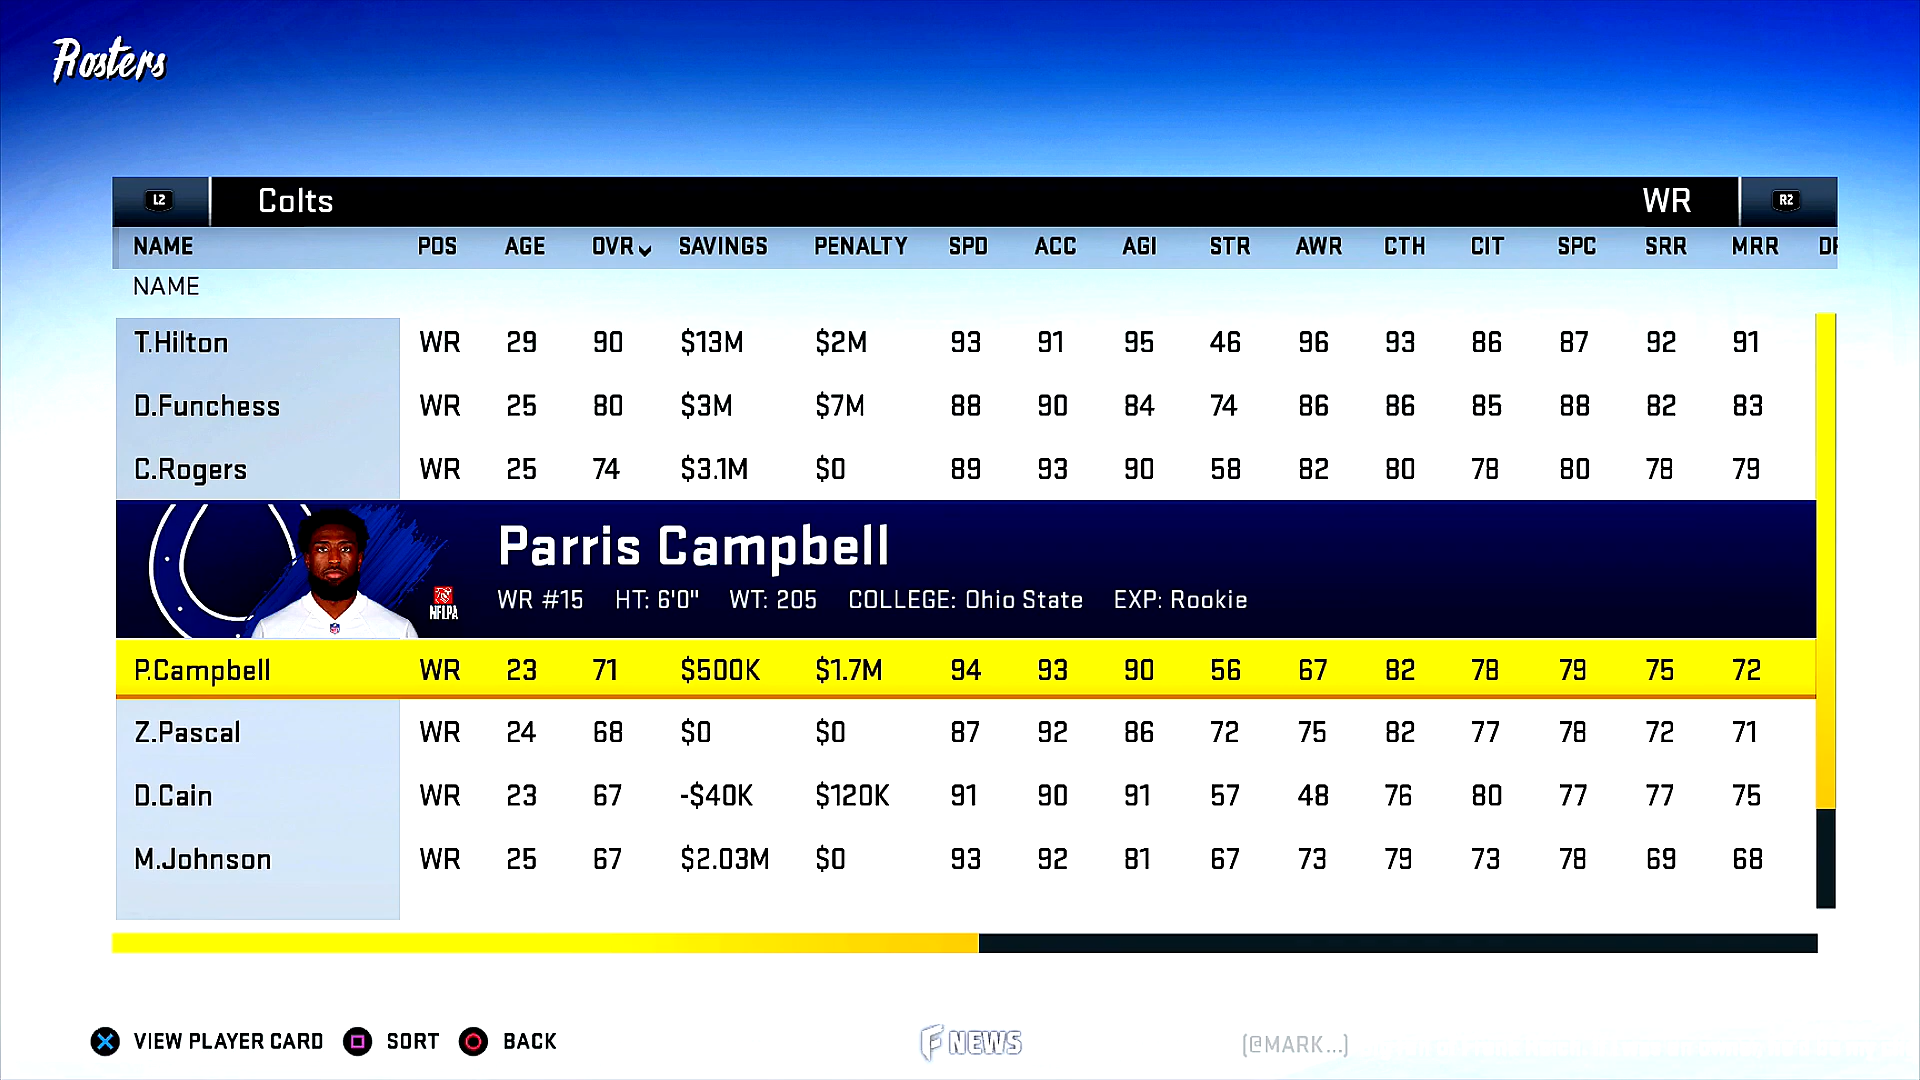 Rosters
L2 Colts WR R2
NAME POS AGE OVR SAVINGS PENALTY SPD ACC AGI STR AWR CTH CIT SPC SRR MRR
NAME
T.Hilton WR 29 90 $13M $2M 93 91 95 46 96 93 86 87 92 91
D.Funchess WR 25 80 $3M $7M 88 90 84 74 86 86 85 88 82 83
C.Rogers WR 25 74 $3.1M $0 89 93 90 58 82 80 78 80 78 79
Parris Campbell
NFLPA
WR #15 HT: 6'0" WT: 205 COLLEGE: Ohio State EXP: Rookie
P.Campbell WR 23 71 $500K $1.7M 94 93 90 56 67 82 78 79 75 72
Z.Pascal WR 24 68 $0 $0 87 92 86 72 75 82 77 78 72 71
D.Cain WR 23 67 -$40K $120K 91 90 91 57 48 76 80 77 77 75
M.Johnson WR 25 67 $2.03M $0 93 92 81 67 73 79 73 78 69 68
VIEW PLAYER CARD SORT BACK NEWS (@MARK...)